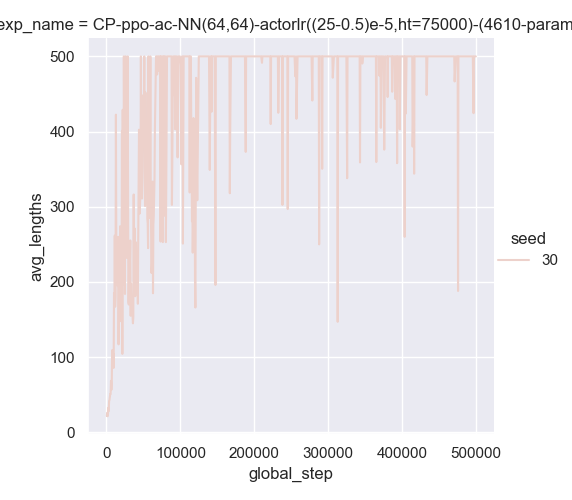 exp_name = CP-ppo-ac-NN(64,64)-actorlr((25-0.5)e-5,ht=75000)-(4610-param
500
400
300
200
100
0
avg_lengths
0 100000 200000 300000 400000 500000
global_step
seed
30